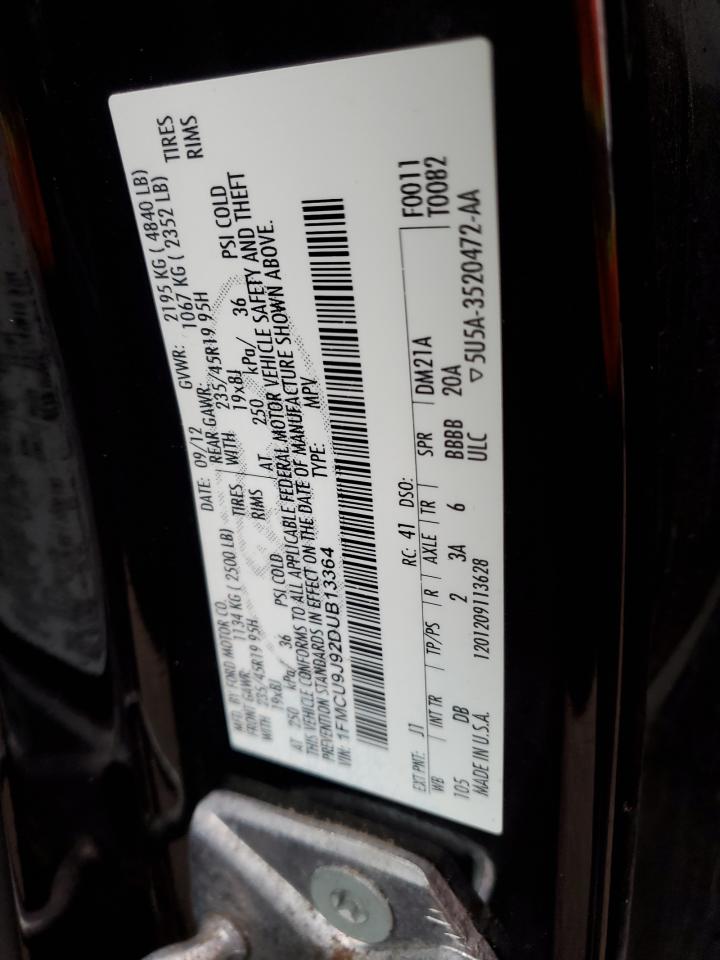 MFD. BY FORD MOTOR CO.
DATE: 09/12 GVWR: 2195 KG ( 4840 LB)
FRONT GAWR: 1134 KG ( 2500 LB) REAR GAWR: 1067 KG ( 2352 LB)
WITH 235/45R19 95H TIRES WITH 235/45R19 95H TIRES
19x8J RIMS 19x8J RIMS
AT 250 kPa/ 36 PSI COLD AT 250 kPa/ 36 PSI COLD
THIS VEHICLE CONFORMS TO ALL APPLICABLE FEDERAL MOTOR VEHICLE SAFETY AND THEFT
PREVENTION STANDARDS IN EFFECT ON THE DATE OF MANUFACTURE SHOWN ABOVE.
VIN: 1FMCU9J92DUB13364 TYPE: MPV
F0011
T0082
EXT PNT: J1 RC: 41 DSO:
WB INT TR TP/PS R AXLE TR SPR DM21A
105 DB 2 3A 6 BBBB 20A
MADE IN U.S.A. 1201209113628 ULC ▽5U5A-3520472-AA